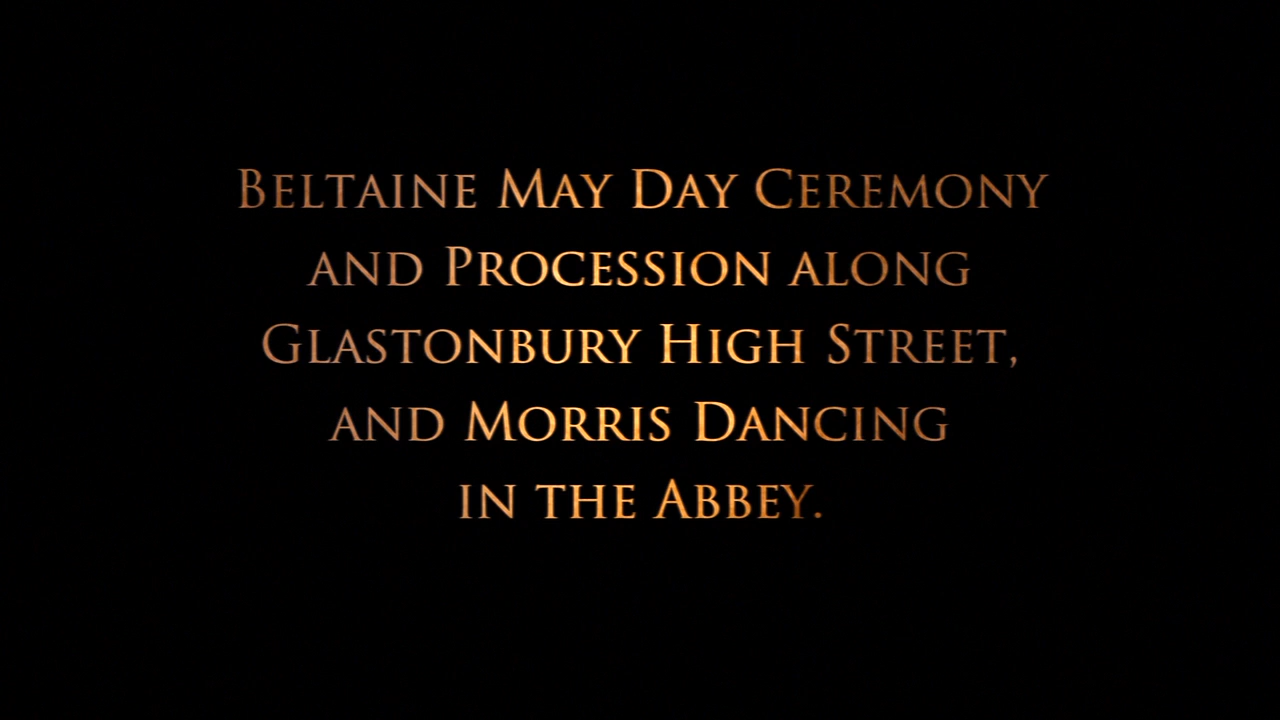 Beltaine May Day Ceremony
and Procession along
Glastonbury High Street,
and Morris Dancing
in the Abbey.